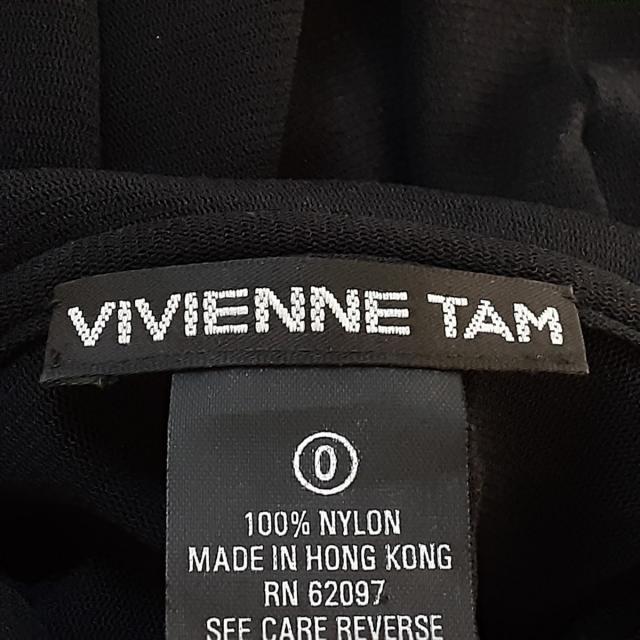 VIVIENNE TAM
0
100% NYLON
MADE IN HONG KONG
RN 62097
SEE CARE REVERSE